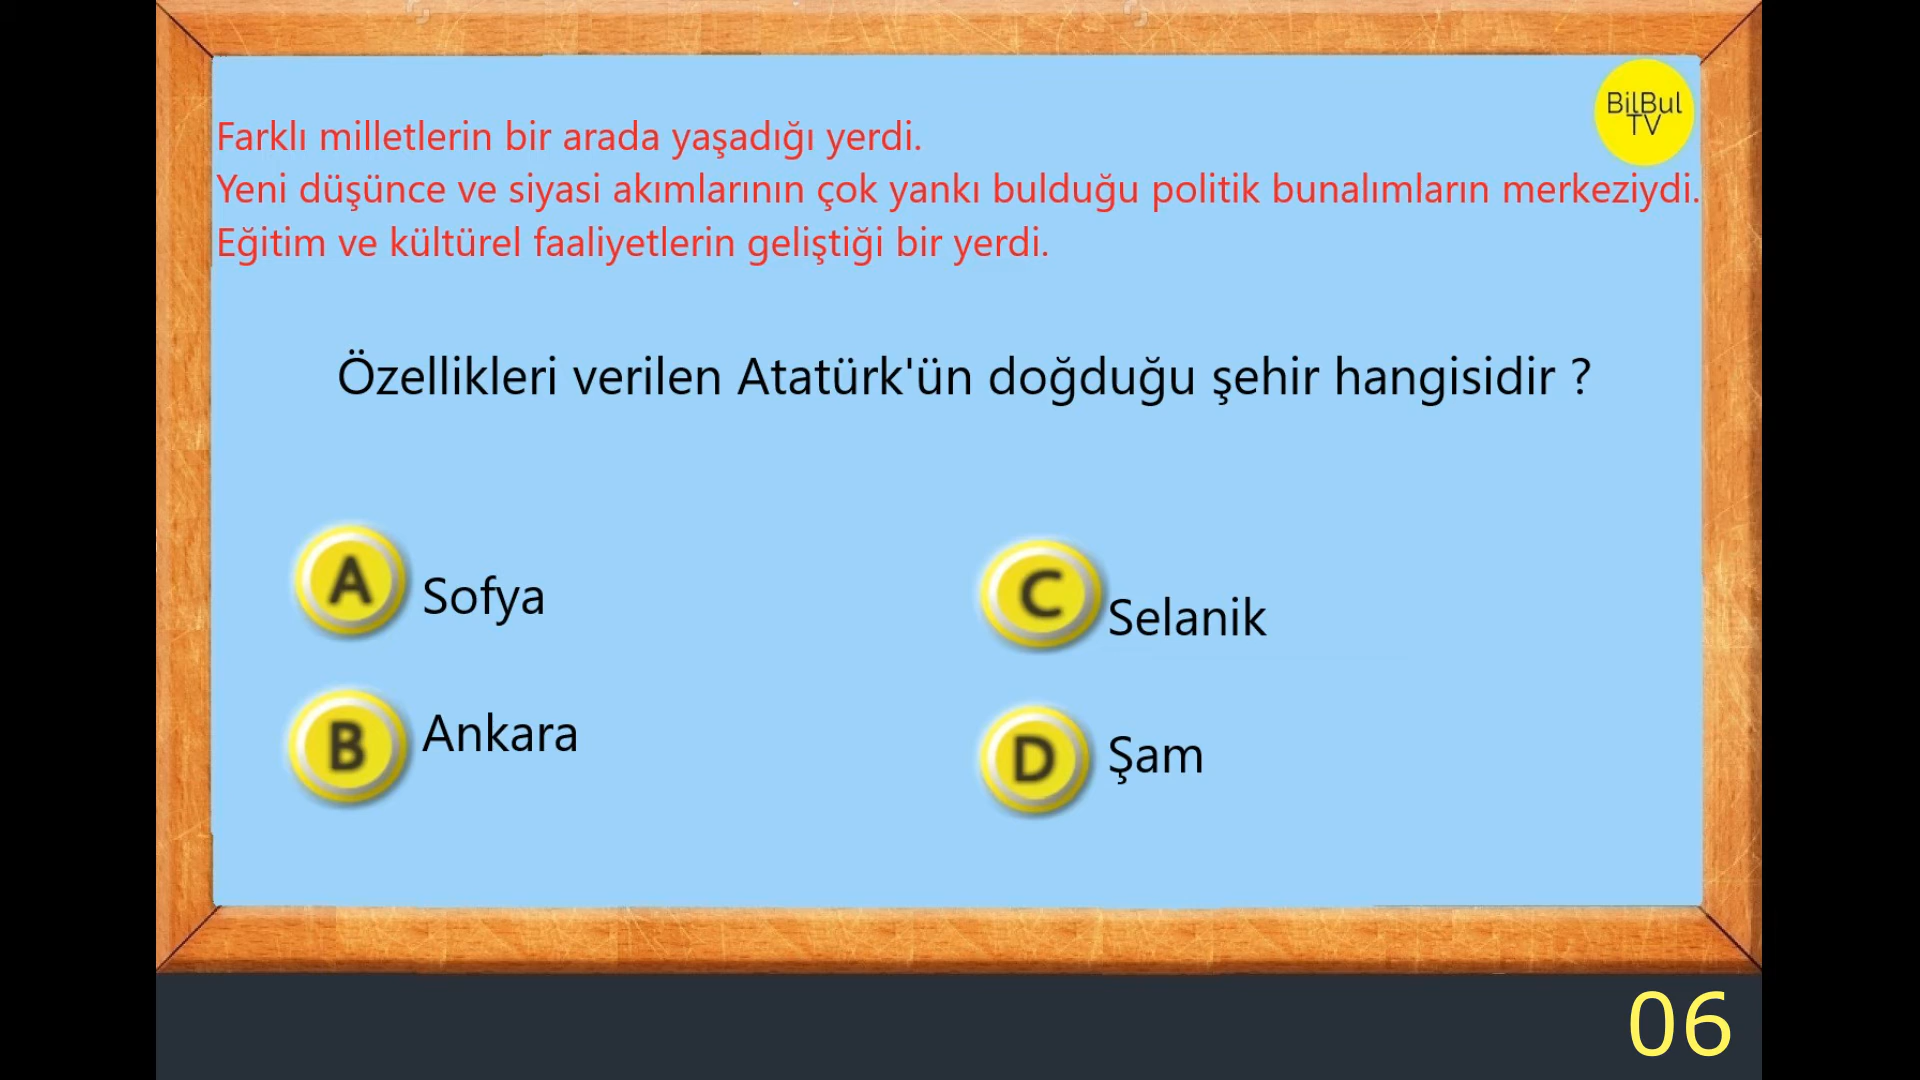 BilBul
TV
Farklı milletlerin bir arada yaşadığı yerdi.
Yeni düşünce ve siyasi akımlarının çok yankı bulduğu politik bunalımların merkeziydi.
Eğitim ve kültürel faaliyetlerin geliştiği bir yerdi.
Özellikleri verilen Atatürk'ün doğduğu şehir hangisidir ?
A Sofya
B Ankara
C Selanik
D Şam
06